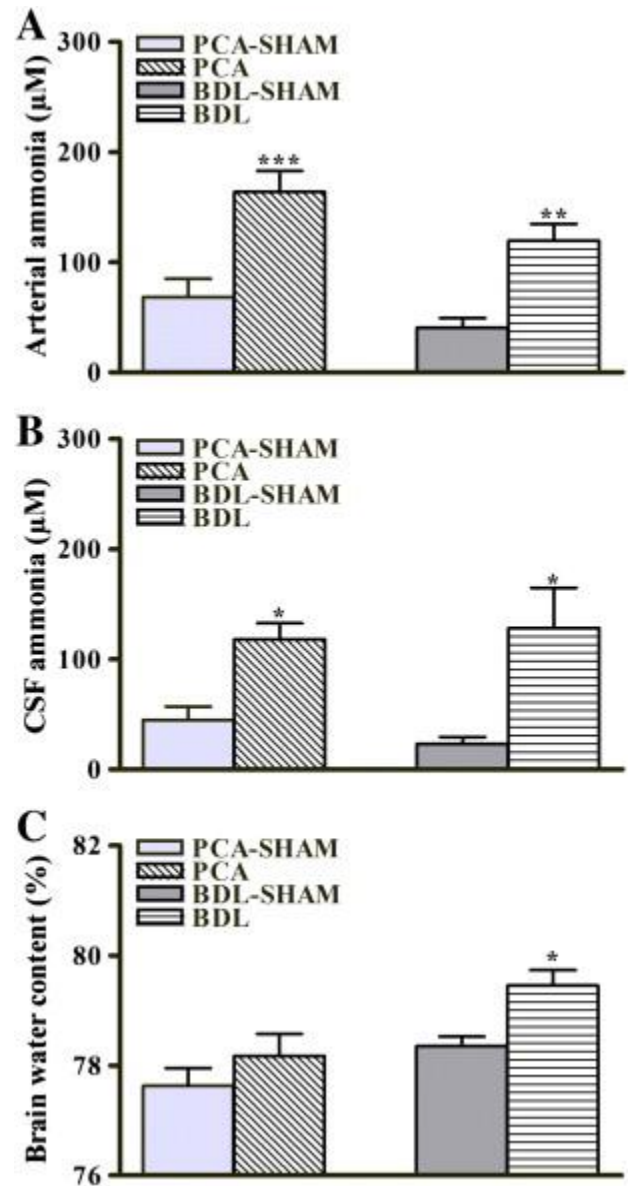 A
Arterial ammonia (µM)
300
200
100
0
PCA-SHAM
PCA
BDL-SHAM
BDL
***
**
B
CSF ammonia (µM)
300
200
100
0
PCA-SHAM
PCA
BDL-SHAM
BDL
*
*
C
Brain water content (%)
82
80
78
76
PCA-SHAM
PCA
BDL-SHAM
BDL
*